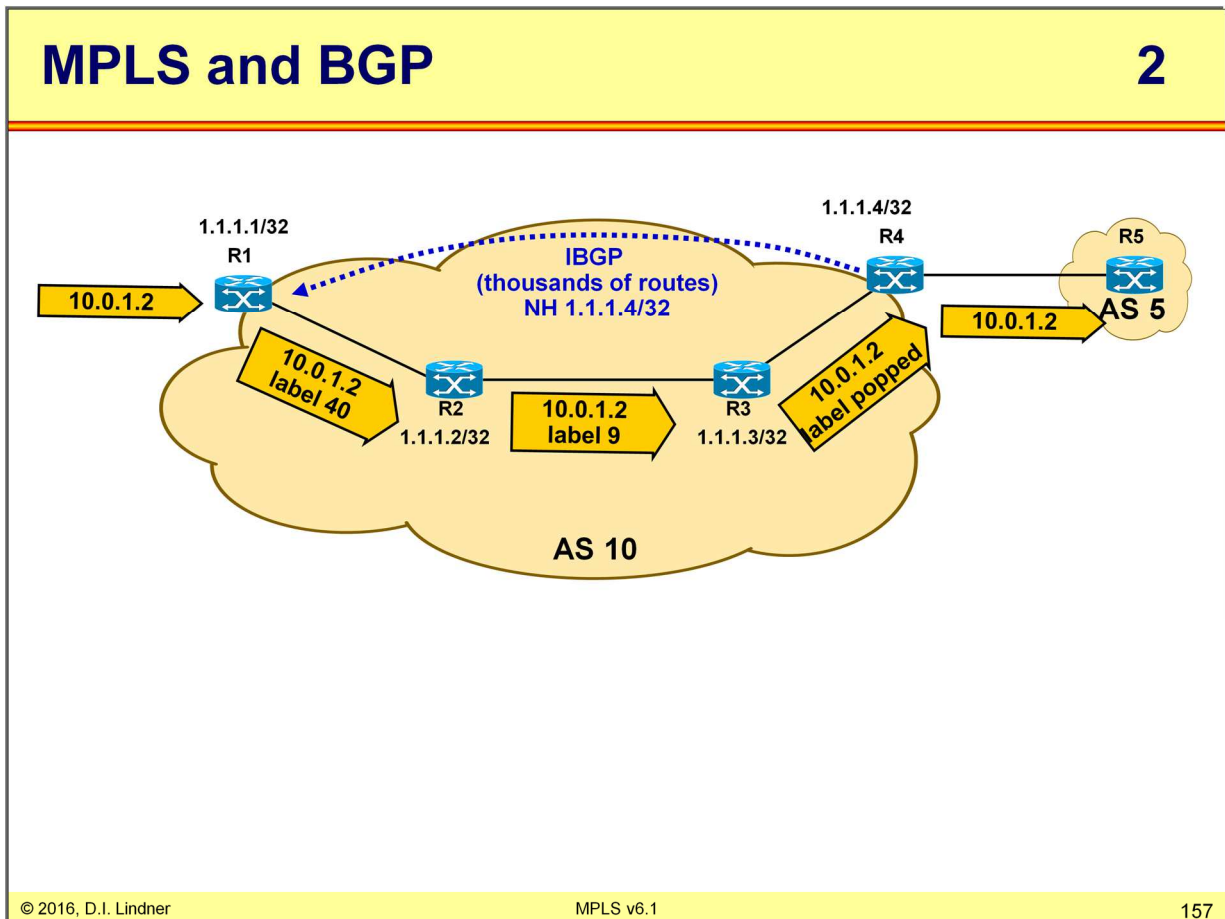 MPLS and BGP
2
1.1.1.1/32
R1
1.1.1.4/32
R4
R5
IBGP
(thousands of routes)
NH 1.1.1.4/32
10.0.1.2
AS 5
10.0.1.2
10.0.1.2
label 40
R2
1.1.1.2/32
10.0.1.2
label 9
R3
1.1.1.3/32
10.0.1.2
label popped
AS 10
© 2016, D.I. Lindner
MPLS v6.1
157